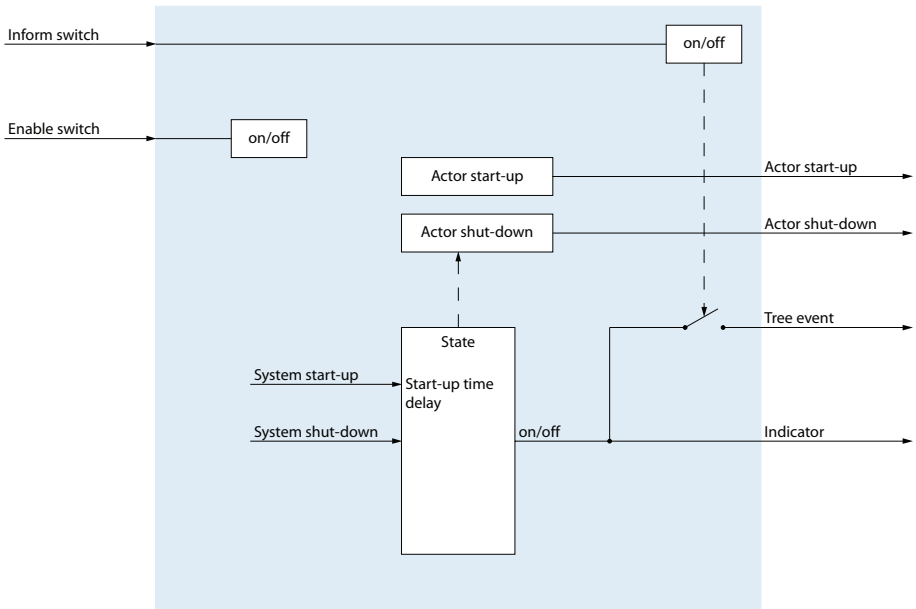 Inform switch
on/off
Enable switch
on/off
Actor start-up
Actor start-up
Actor shut-down
Actor shut-down
Tree event
State
System start-up
Start-up time
delay
System shut-down
on/off
Indicator